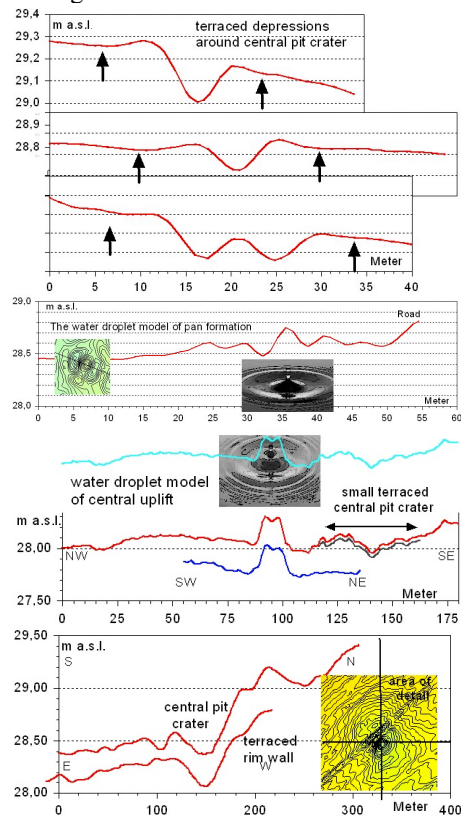 29,4
m a.s.l.
terraced depressions
around central pit crater
29,3
29,2
29,1
29,0
28,9
28,8
Meter
0 5 10 15 20 25 30 35 40
29,0
m a.s.l.
Road
The water droplet model of pan formation
28,5
28,0
Meter
0 5 10 15 20 25 30 35 40 45 50 55 60
water droplet model
of central uplift
small terraced
central pit crater
m a.s.l.
28,00
NW
SE
SW
NE
27,50
Meter
0 25 50 75 100 125 150 175
29,50
m a.s.l.
S
N
29,00
area of
detail
central pit
crater
28,50
terraced
rim wall
E
W
28,00
0 100 200 300 400
Meter